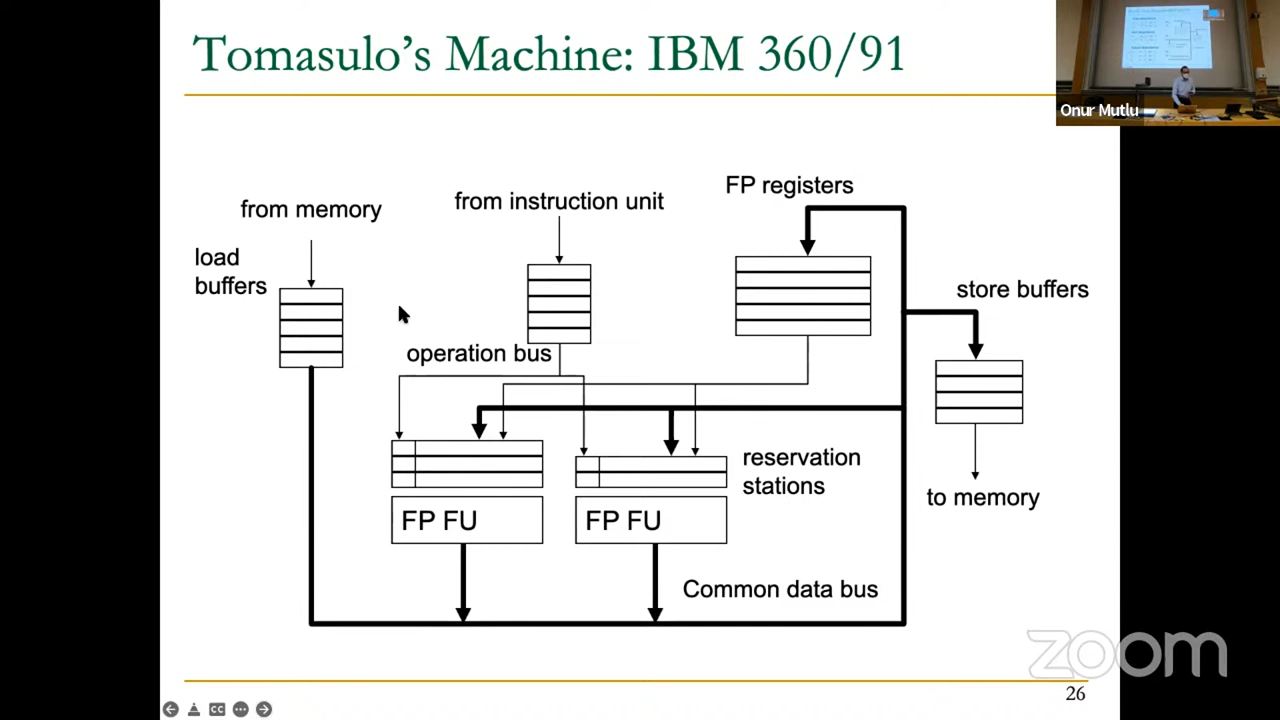 Tomasulo's Machine: IBM 360/91
Onur Mutlu
from memory
from instruction unit
FP registers
load
buffers
store buffers
operation bus
reservation
stations
FP FU
FP FU
to memory
Common data bus
zoom
26
CC